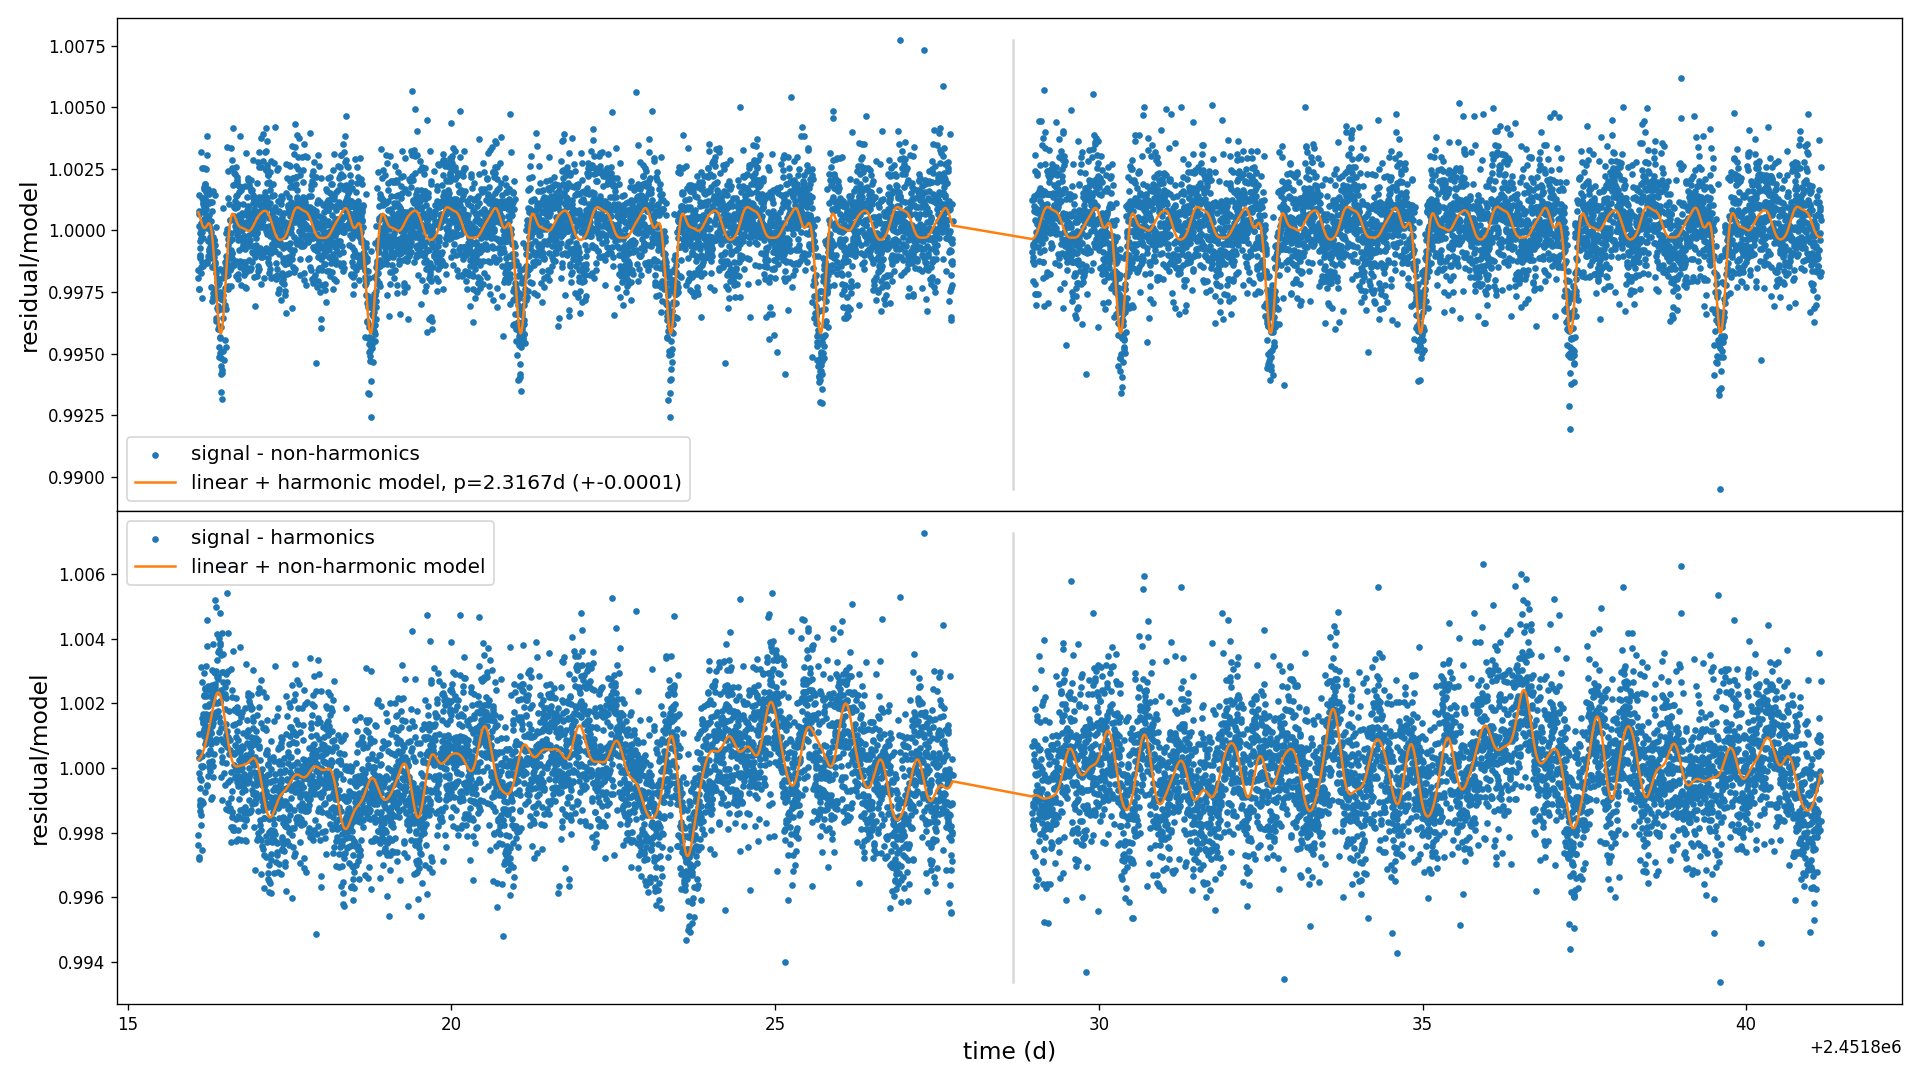 1.0075
1.0050
1.0025
1.0000
0.9975
0.9950
0.9925
0.9900
residual/model
signal - non-harmonics
linear + harmonic model, p=2.3167d (+-0.0001)
signal - harmonics
linear + non-harmonic model
1.006
1.004
1.002
1.000
0.998
0.996
0.994
residual/model
15 20 25 30 35 40
time (d)
+2.4518e6